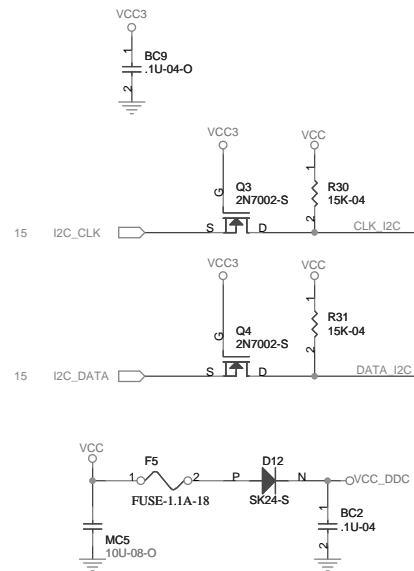 VCC3
1
BC9
.1U-04-O
2
VCC3
VCC
G
Q3
2N7002-S
1
R30
15K-04
2
15 I2C_CLK
S
D
CLK_I2C
VCC3
VCC
G
Q4
2N7002-S
1
R31
15K-04
2
15 I2C_DATA
S
D
DATA_I2C
VCC
F5
1
2
FUSE-1.1A-18
D12
P
N
SK24-S
VCC_DDC
MC5
10U-08-O
1
BC2
.1U-04
2